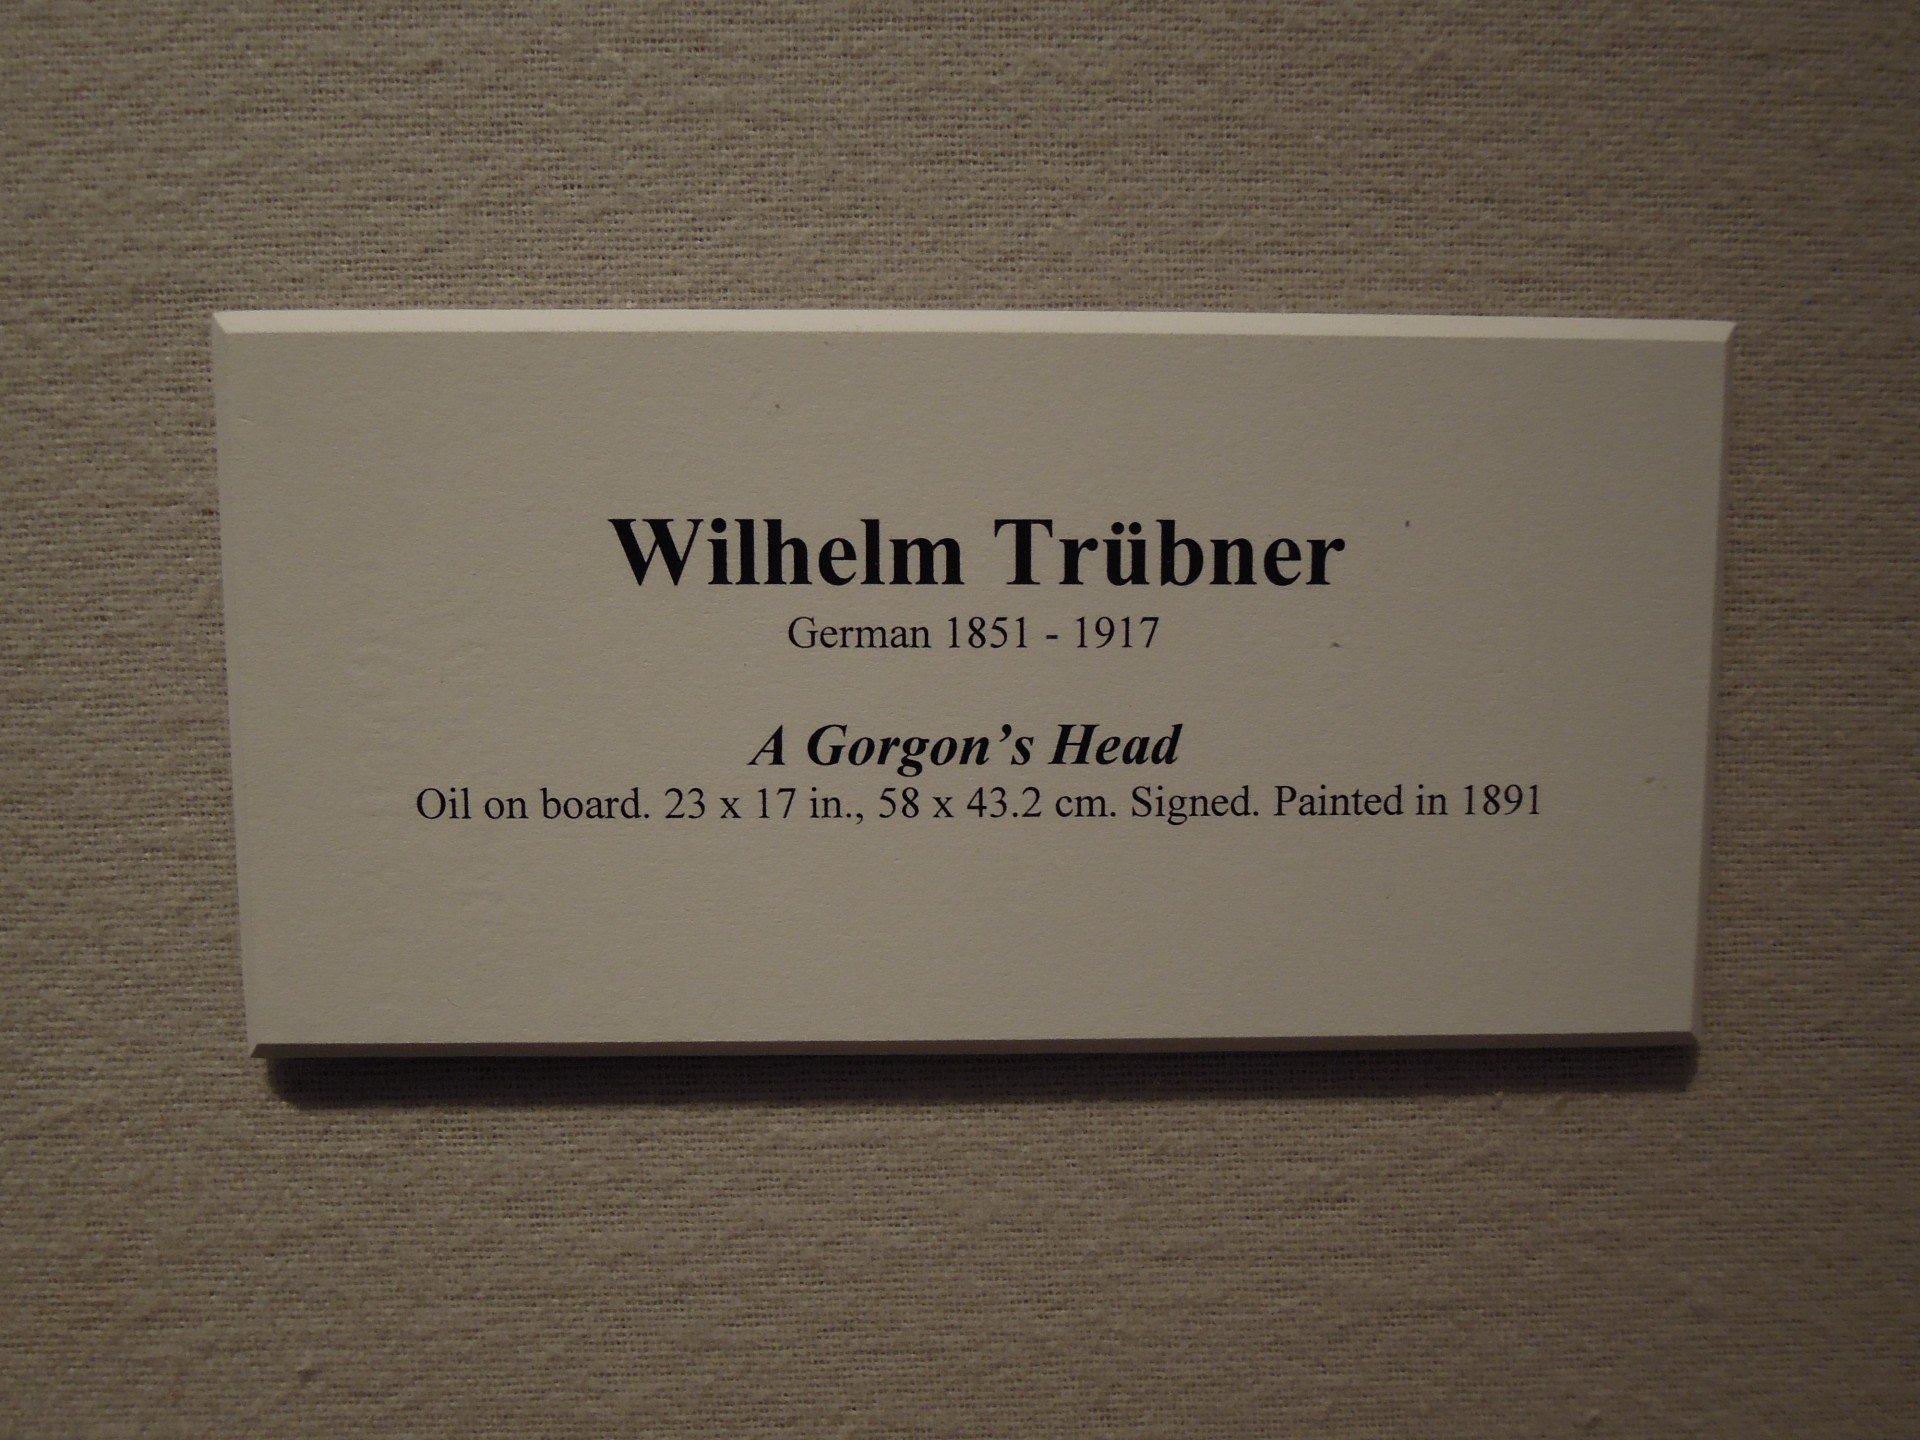 Wilhelm Trübner
German 1851 - 1917
A Gorgon’s Head
Oil on board. 23 x 17 in., 58 x 43.2 cm. Signed. Painted in 1891